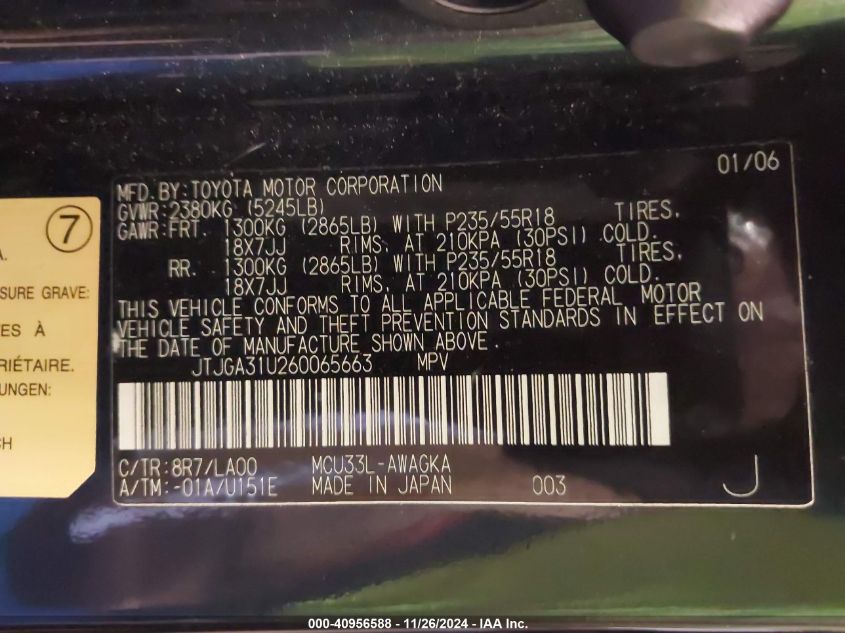 01/06
MFD.BY:TOYOTA MOTOR CORPORATION
GVWR:2380KG (5245LB)
GAWR:FRT. 1300KG (2865LB) WITH P235/55R18 TIRES,
18X7JJ RIMS, AT 210KPA (30PSI) COLD.
RR. 1300KG (2865LB) WITH P235/55R18 TIRES,
18X7JJ RIMS, AT 210KPA (30PSI) COLD.
THIS VEHICLE CONFORMS TO ALL APPLICABLE FEDERAL MOTOR
VEHICLE SAFETY AND THEFT PREVENTION STANDARDS IN EFFECT ON
THE DATE OF MANUFACTURE SHOWN ABOVE.
JTJGA31U260065663 MPV
C/TR:8R7/LA00 MCU33L-AWAGKA
A/TM:-01A/U151E MADE IN JAPAN 003 J
7
A.
SURE GRAVE:
ES À
RIÉTAIRE.
UNGEN:
CH
000-40956588 - 11/26/2024 - IAA Inc.